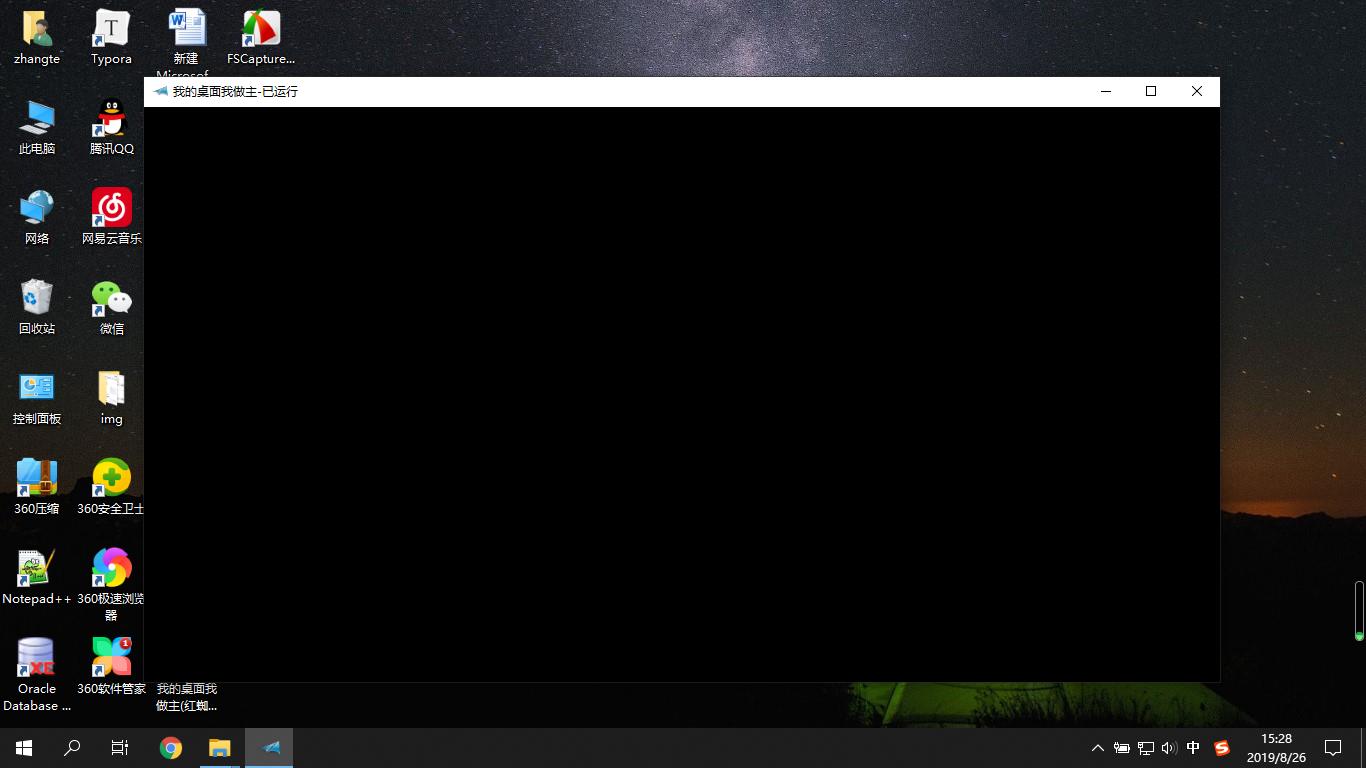 zhangte
Typora
新建
Microsof
FSCapture...
我的桌面我做主-已运行
此电脑
腾讯QQ
网络
网易云音乐
回收站
微信
控制面板
img
360压缩
360安全卫士
Notepad++
360极速浏览
器
Oracle
Database ...
360软件管家
我的桌面我
做主(红蜘...
中
15:28
2019/8/26